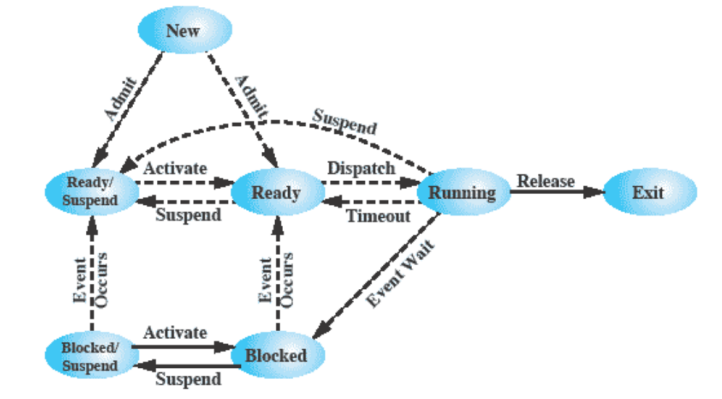 New
Admit
Admit
Suspend
Ready/
Suspend
Activate
Ready
Dispatch
Running
Release
Exit
Suspend
Timeout
Event
Occurs
Event
Occurs
Event Wait
Blocked/
Suspend
Activate
Blocked
Suspend